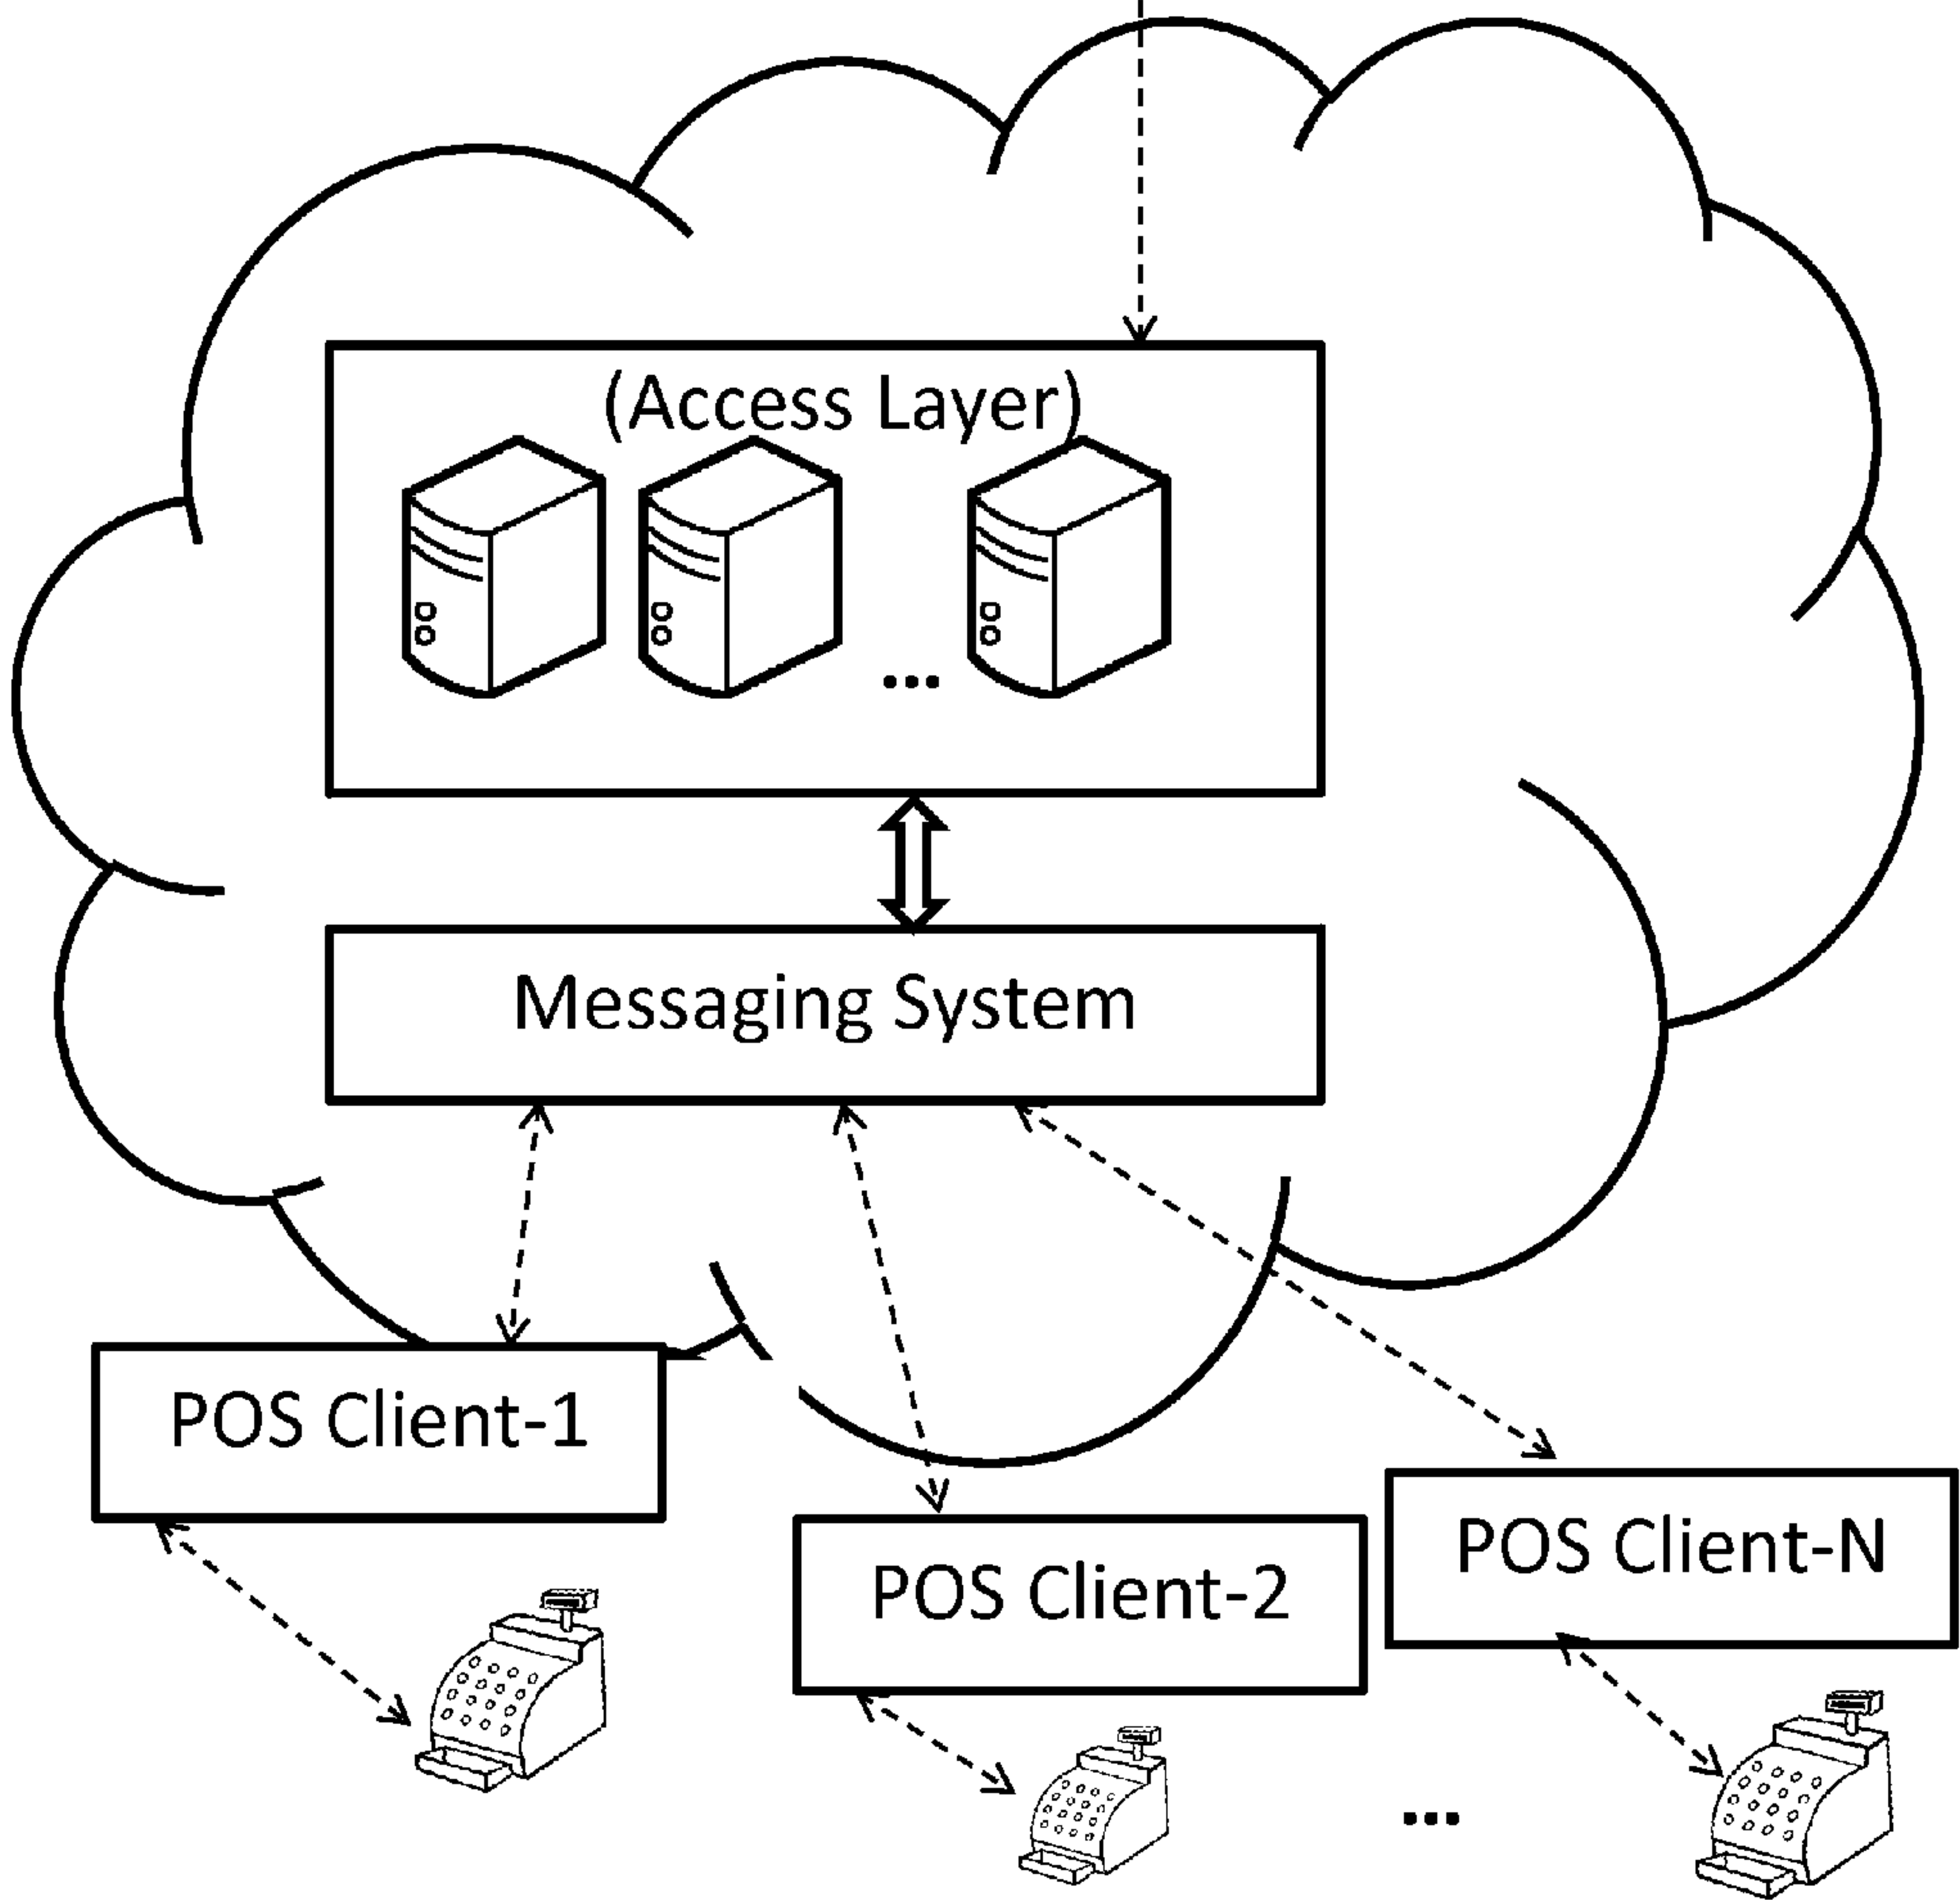 (Access Layer)
...
Messaging System
POS Client-1
POS Client-2
POS Client-N
...